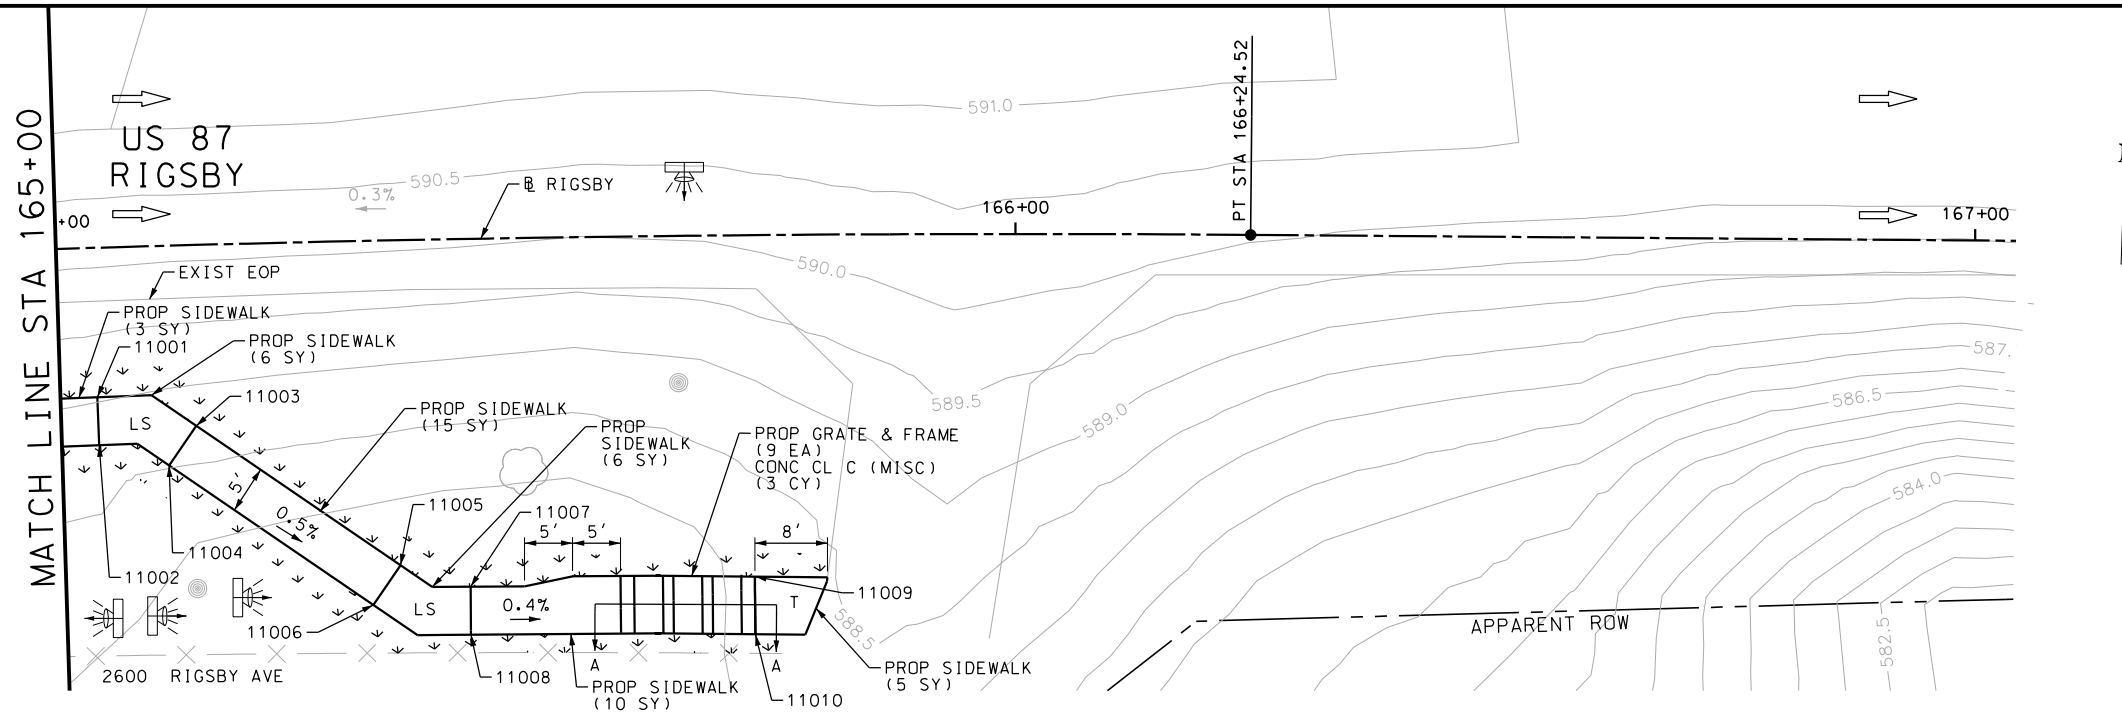 MATCH LINE STA 165+00
US 87
RIGSBY
+00
591.0
590.5
0.3%
℄ RIGSBY
166+00
PT STA 166+24.52
167+00
EXIST EOP
590.0
PROP SIDEWALK
(3 SY)
11001
PROP SIDEWALK
(6 SY)
11003
LS
589.5
589.0
587.
586.5
PROP SIDEWALK
(15 SY)
PROP
SIDEWALK
(6 SY)
PROP GRATE & FRAME
(9 EA)
CONC CL C (MISC)
(3 CY)
5'
0.5%
11005
11007
584.0
11004
11002
5'
5'
8'
11009
LS
0.4%
T
11006
588.5
APPARENT ROW
582.5
A
A
2600 RIGSBY AVE
11008
PROP SIDEWALK
(10 SY)
11010
PROP SIDEWALK
(5 SY)